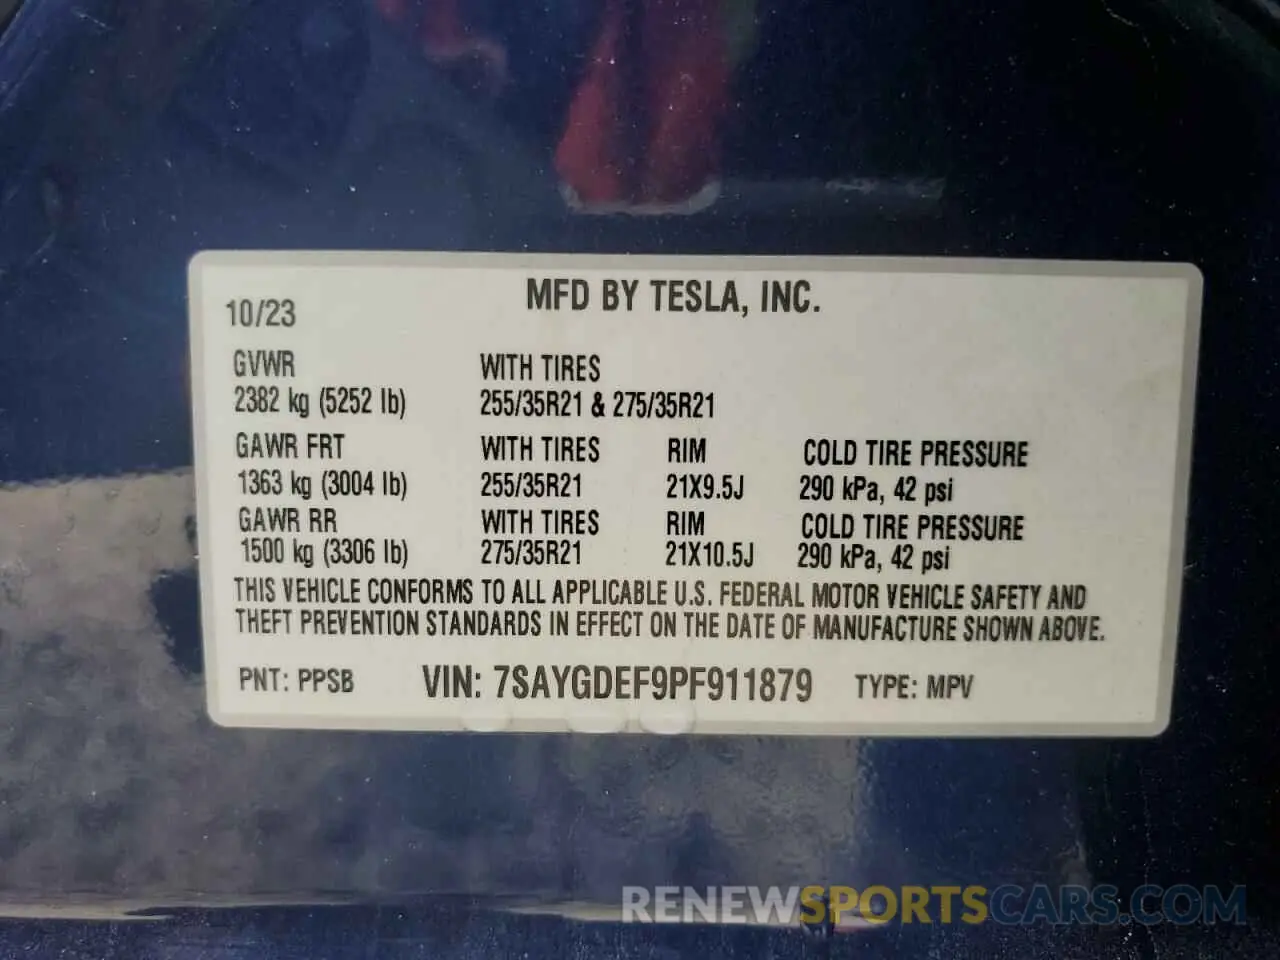 MFD BY TESLA, INC.
10/23
GVWR WITH TIRES
2382 kg (5252 lb) 255/35R21 & 275/35R21
GAWR FRT WITH TIRES RIM COLD TIRE PRESSURE
1363 kg (3004 lb) 255/35R21 21X9.5J 290 kPa, 42 psi
GAWR RR WITH TIRES RIM COLD TIRE PRESSURE
1500 kg (3306 lb) 275/35R21 21X10.5J 290 kPa, 42 psi
THIS VEHICLE CONFORMS TO ALL APPLICABLE U.S. FEDERAL MOTOR VEHICLE SAFETY AND
THEFT PREVENTION STANDARDS IN EFFECT ON THE DATE OF MANUFACTURE SHOWN ABOVE.
PNT: PPSB VIN: 7SAYGDEF9PF911879 TYPE: MPV
RENEWSPORTSCARS.COM